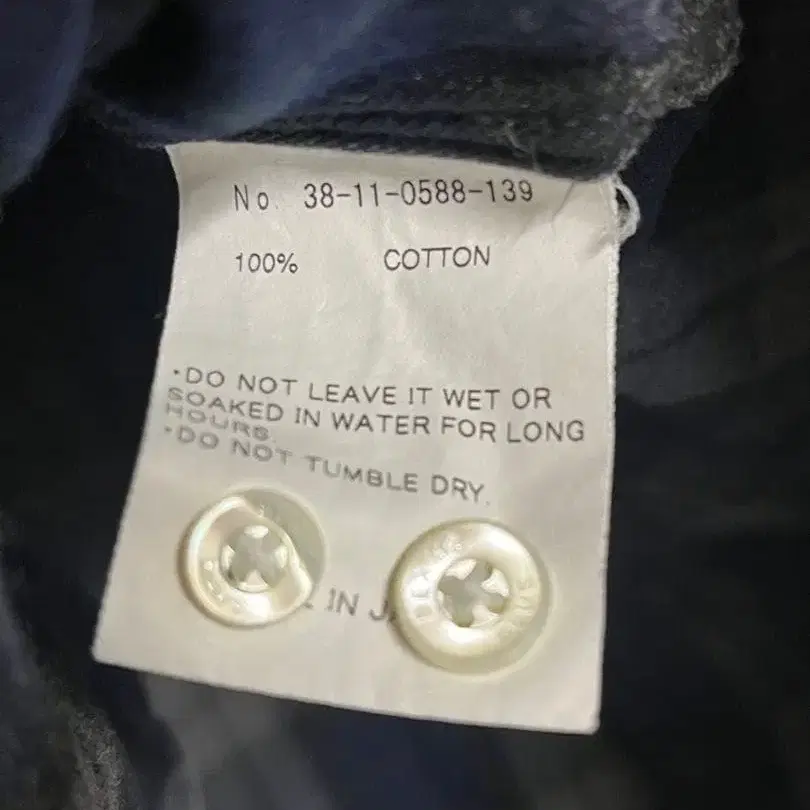 No. 38-11-0588-139
100% COTTON
·DO NOT LEAVE IT WET OR
SOAKED IN WATER FOR LONG
HOURS.
·DO NOT TUMBLE DRY.
IN